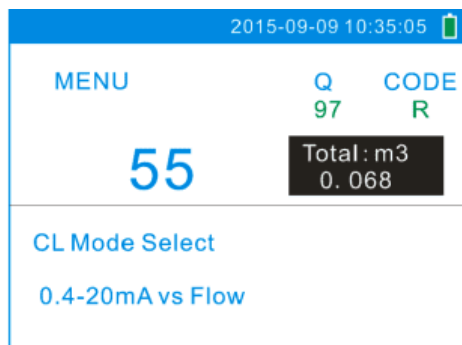 2015-09-09 10:35:05
MENU Q CODE
97 R
55
Total: m3
0. 068
CL Mode Select
0.4-20mA vs Flow